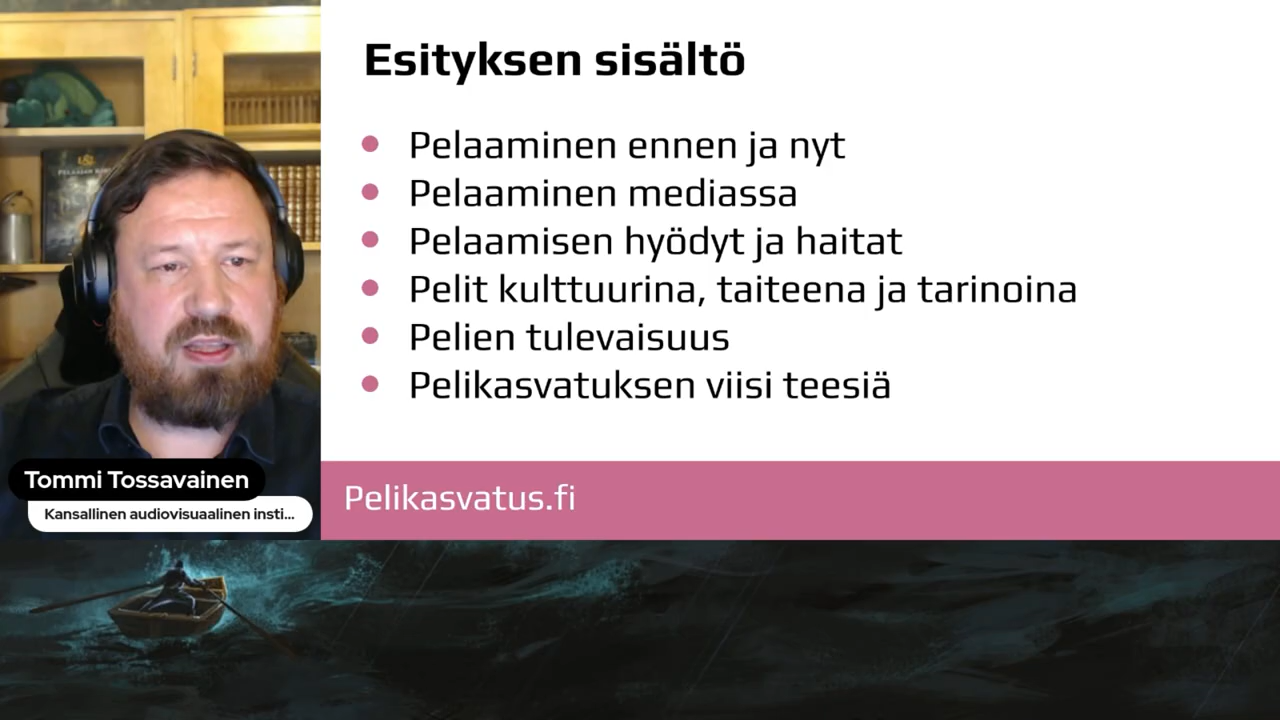 Esityksen sisältö
Pelaaminen ennen ja nyt
Pelaaminen mediassa
Pelaamisen hyödyt ja haitat
Pelit kulttuurina, taiteena ja tarinoina
Pelien tulevaisuus
Pelikasvatuksen viisi teesiä
Pelikasvatus.fi
Tommi Tossavainen
Kansallinen audiovisuaalinen insti...